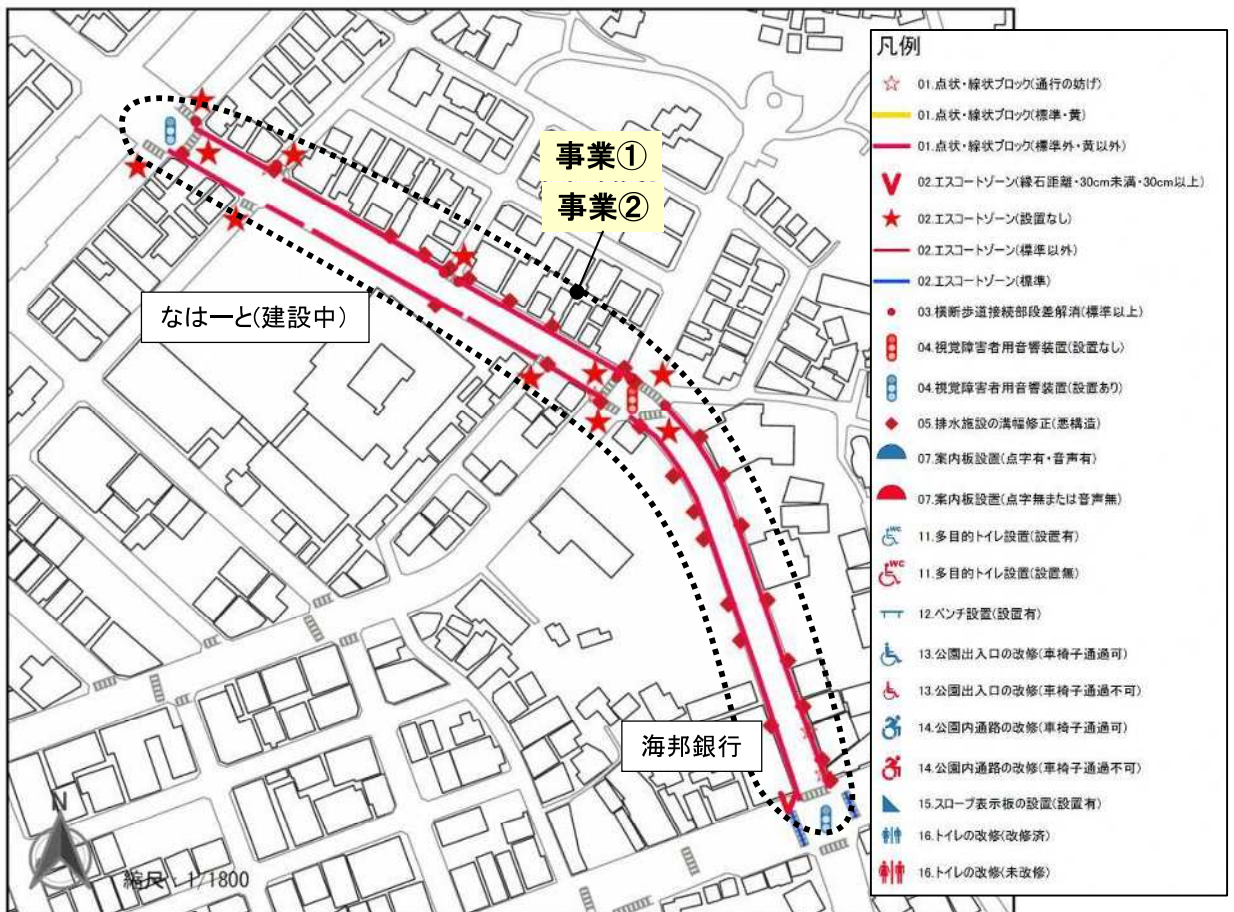 事業①
事業②
なはーと(建設中)
海邦銀行
N
縮尺:1/1800
凡例
01.点状・線状ブロック(通行の妨げ)
01.点状・線状ブロック(標準・黄)
01.点状・線状ブロック(標準外・黄以外)
02.エスコートゾーン(縁石距離・30cm未満・30cm以上)
02.エスコートゾーン(設置なし)
02.エスコートゾーン(標準以外)
02.エスコートゾーン(標準)
03.横断歩道接続部段差解消(標準以上)
04.視覚障害者用音響装置(設置なし)
04.視覚障害者用音響装置(設置あり)
05.排水施設の溝幅修正(悪構造)
07.案内板設置(点字有・音声有)
07.案内板設置(点字無または音声無)
WC 11.多目的トイレ設置(設置有)
WC 11.多目的トイレ設置(設置無)
12.ベンチ設置(設置有)
13.公園出入口の改修(車椅子通過可)
13.公園出入口の改修(車椅子通過不可)
14.公園内通路の改修(車椅子通過可)
14.公園内通路の改修(車椅子通過不可)
15.スロープ表示板の設置(設置有)
16.トイレの改修(改修済)
16.トイレの改修(未改修)